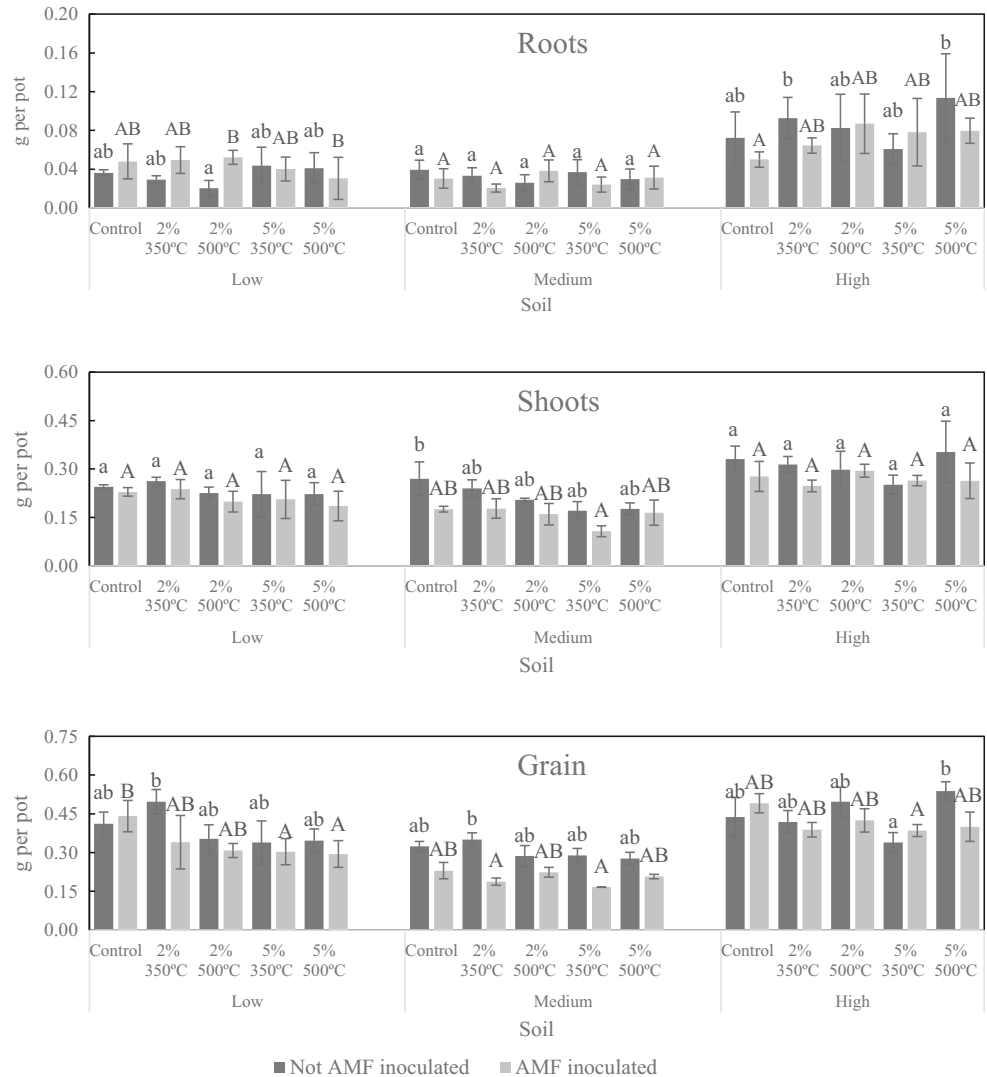 Roots
g per pot
0.20
0.16
0.12
0.08
0.04
0.00
ab AB ab AB a B ab AB ab B a A a A a A a A a A ab A b AB ab AB ab A b AB
Control 2% 350ºC 2% 500ºC 5% 350ºC 5% 500ºC Control 2% 350ºC 2% 500ºC 5% 350ºC 5% 500ºC Control 2% 350ºC 2% 500ºC 5% 350ºC 5% 500ºC
Low Medium High
Soil
Shoots
g per pot
0.60
0.45
0.30
0.15
0.00
a A a A a A a A a A b AB ab AB ab AB ab A ab AB a A a A a A a A a A
Control 2% 350ºC 2% 500ºC 5% 350ºC 5% 500ºC Control 2% 350ºC 2% 500ºC 5% 350ºC 5% 500ºC Control 2% 350ºC 2% 500ºC 5% 350ºC 5% 500ºC
Low Medium High
Soil
Grain
g per pot
0.75
0.60
0.45
0.30
0.15
0.00
ab B b AB ab AB ab A ab A ab AB b A ab AB ab A ab AB ab AB ab AB ab AB a A b AB
Control 2% 350ºC 2% 500ºC 5% 350ºC 5% 500ºC Control 2% 350ºC 2% 500ºC 5% 350ºC 5% 500ºC Control 2% 350ºC 2% 500ºC 5% 350ºC 5% 500ºC
Low Medium High
Soil
Not AMF inoculated AMF inoculated